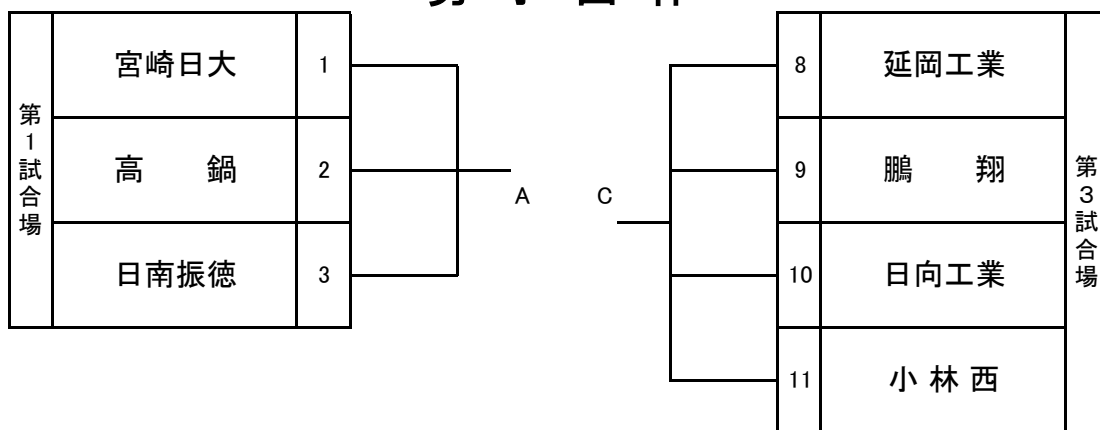 第1試合場
宮崎日大 1
高鍋 2
日南振徳 3
A
C
8 延岡工業
9 鵬翔
10 日向工業
11 小林西
第3試合場